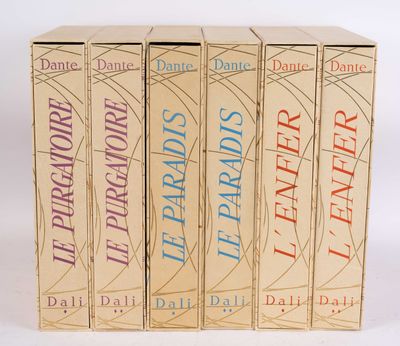 Dante
LE PURGATOIRE
Dali
*
Dante
LE PURGATOIRE
Dali
**
Dante
LE PARADIS
Dali
*
Dante
LE PARADIS
Dali
**
Dante
L'ENFER
Dali
*
Dante
L'ENFER
Dali
**